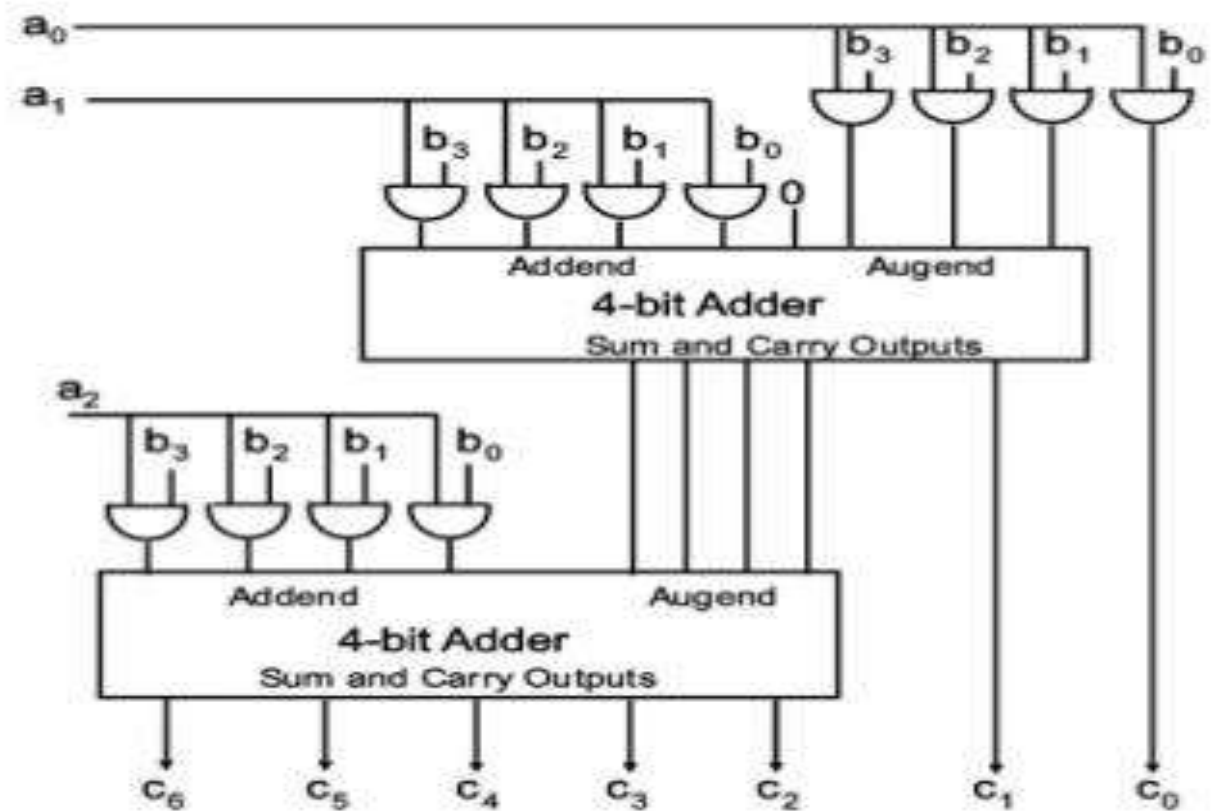 a₀
b₃ b₂ b₁ b₀
a₁
b₃ b₂ b₁ b₀ 0
Addend Augend
4-bit Adder
Sum and Carry Outputs
a₂
b₃ b₂ b₁ b₀
Addend Augend
4-bit Adder
Sum and Carry Outputs
c₆ c₅ c₄ c₃ c₂ c₁ c₀